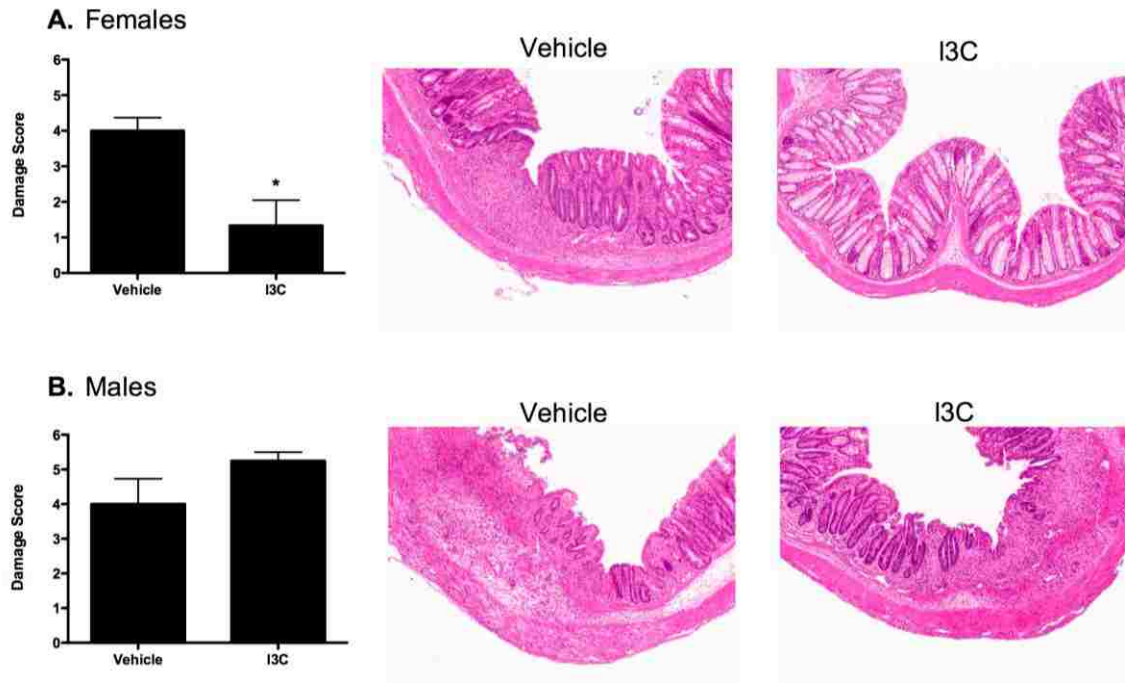 A. Females
Vehicle
I3C
6
5
4
3
2
1
0
Damage Score
*
Vehicle
I3C
B. Males
Vehicle
I3C
6
5
4
3
2
1
0
Damage Score
Vehicle
I3C